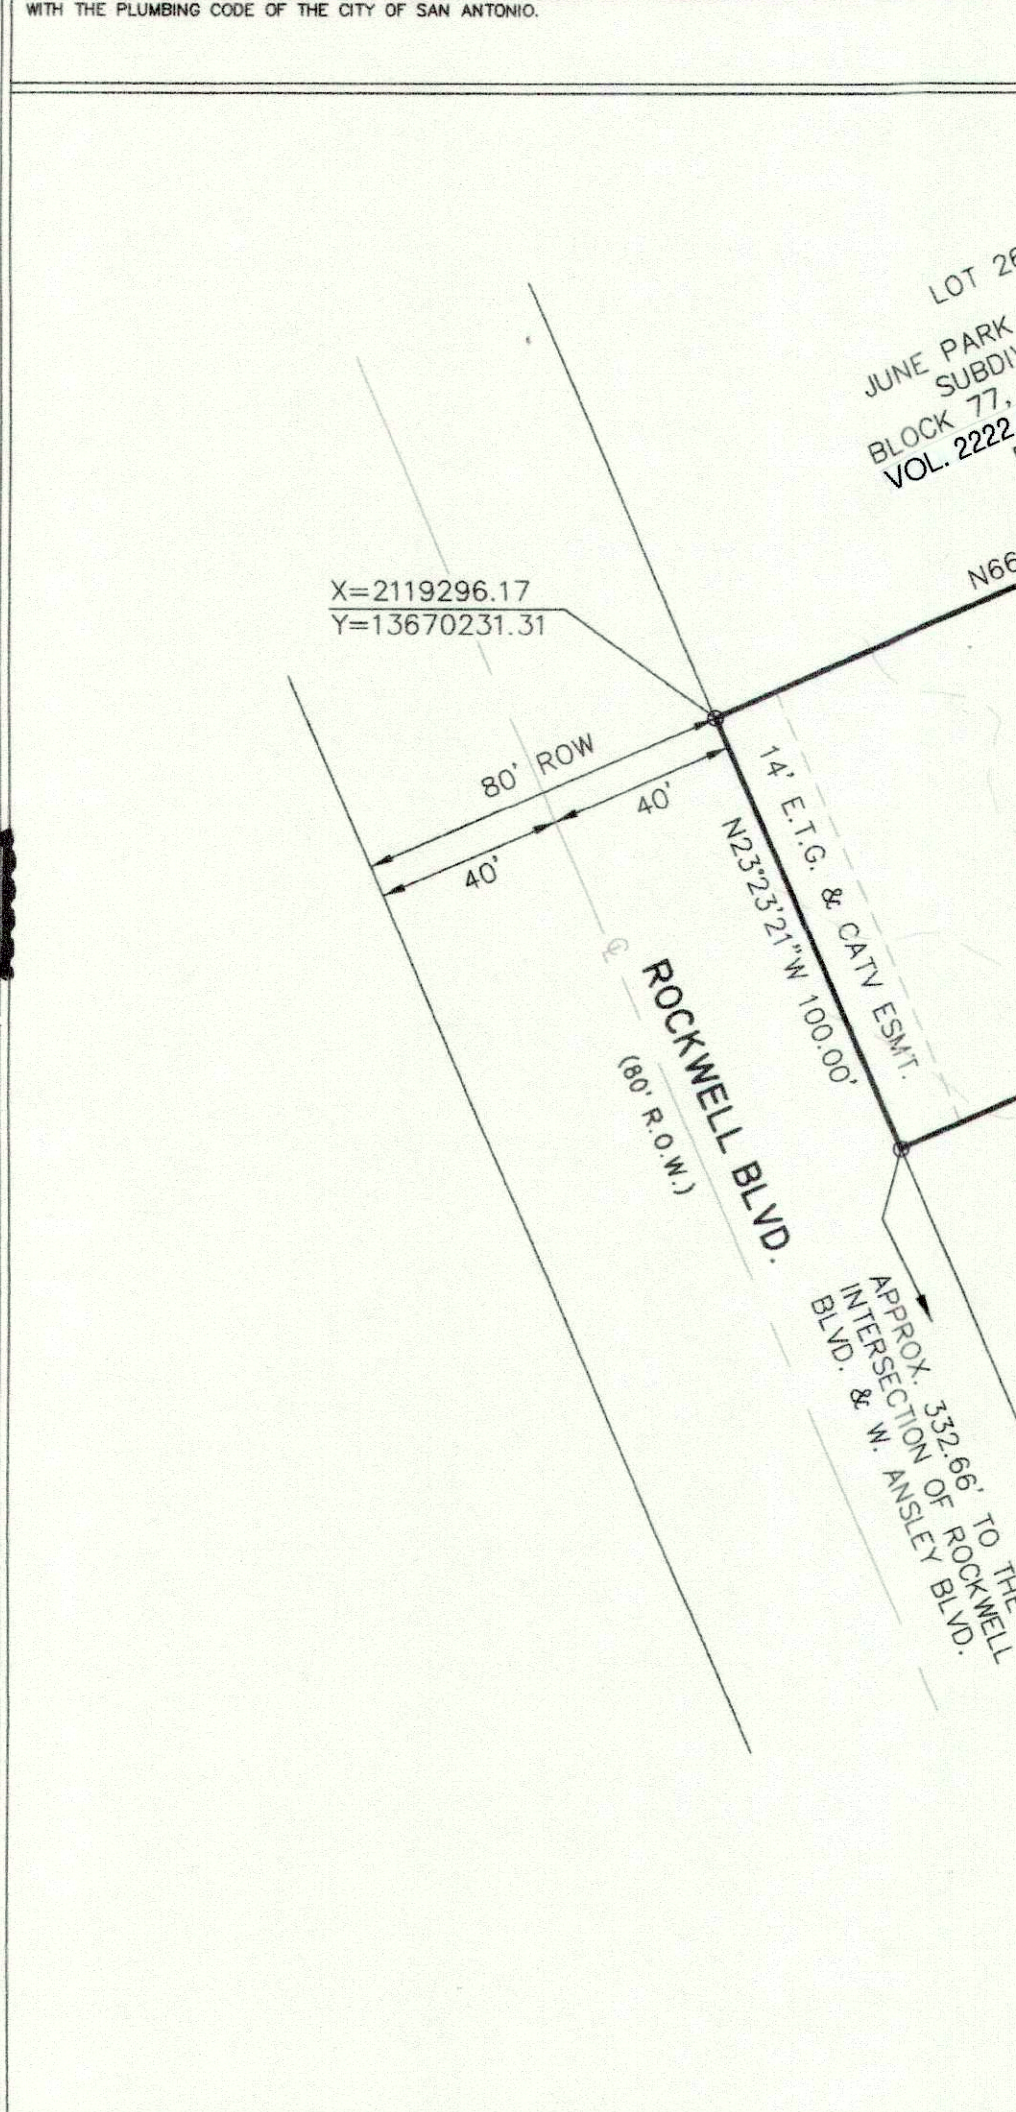 WITH THE PLUMBING CODE OF THE CITY OF SAN ANTONIO.
LOT 26
JUNE PARK
SUBDIV
BLOCK 77,
VOL. 2222
N66
X=2119296.17
Y=13670231.31
80' ROW
40'
40'
14' E.T.G. & CATV ESMT.
N23°23'21"W 100.00'
ROCKWELL BLVD.
(80' R.O.W.)
APPROX. 332.66' TO THE
INTERSECTION OF ROCKWELL
BLVD. & W. ANSLEY BLVD.